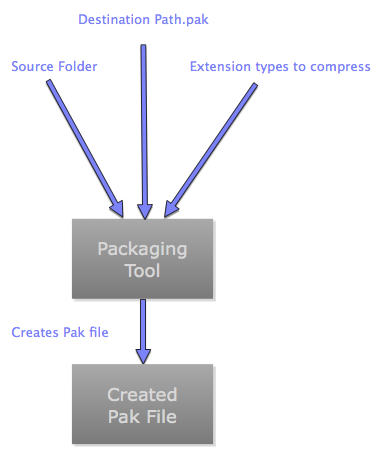 Destination Path.pak
Source Folder
Extension types to compress
Packaging
Tool
Creates Pak file
Created
Pak File